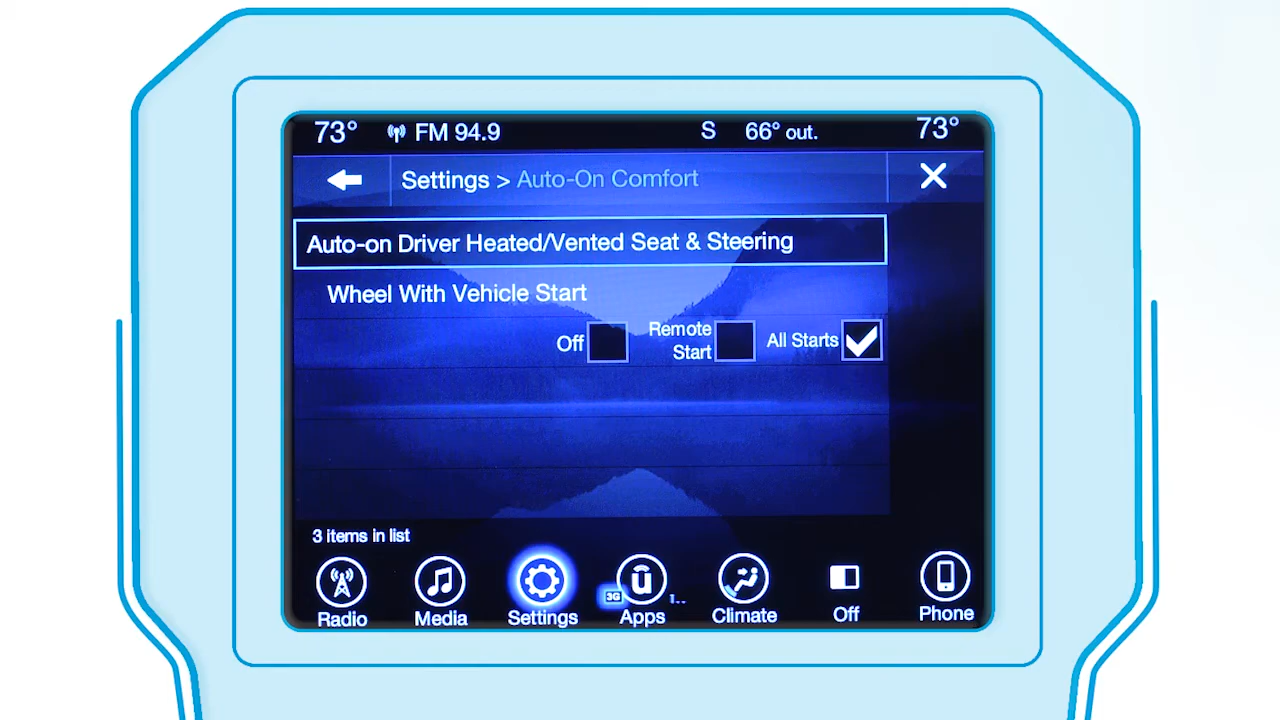 73° FM 94.9 S 66° out. 73°
Settings > Auto-On Comfort
Auto-on Driver Heated/Vented Seat & Steering
Wheel With Vehicle Start
Off Remote Start All Starts
3 items in list
3G 1..
Radio Media Settings Apps Climate Off Phone